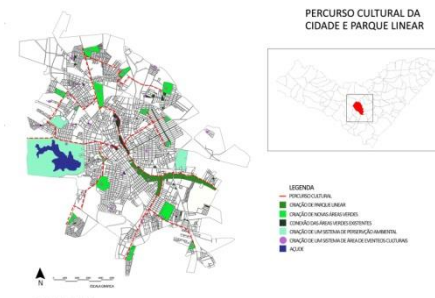 PERCURSO CULTURAL DA
CIDADE E PARQUE LINEAR
LEGENDA
PERCURSO CULTURAL
CRIAÇÃO DE PARQUE LINEAR
CRIAÇÃO DE NOVAS ÁREAS VERDES
CONEXÃO DAS ÁREAS VERDES EXISTENTES
CRIAÇÃO DE UM SISTEMA DE PRESERVAÇÃO AMBIENTAL
CRIAÇÃO DE UM SISTEMA DE ÁREA DE EVENTOS CULTURAIS
AÇUDE
N
ESCALA GRÁFICA